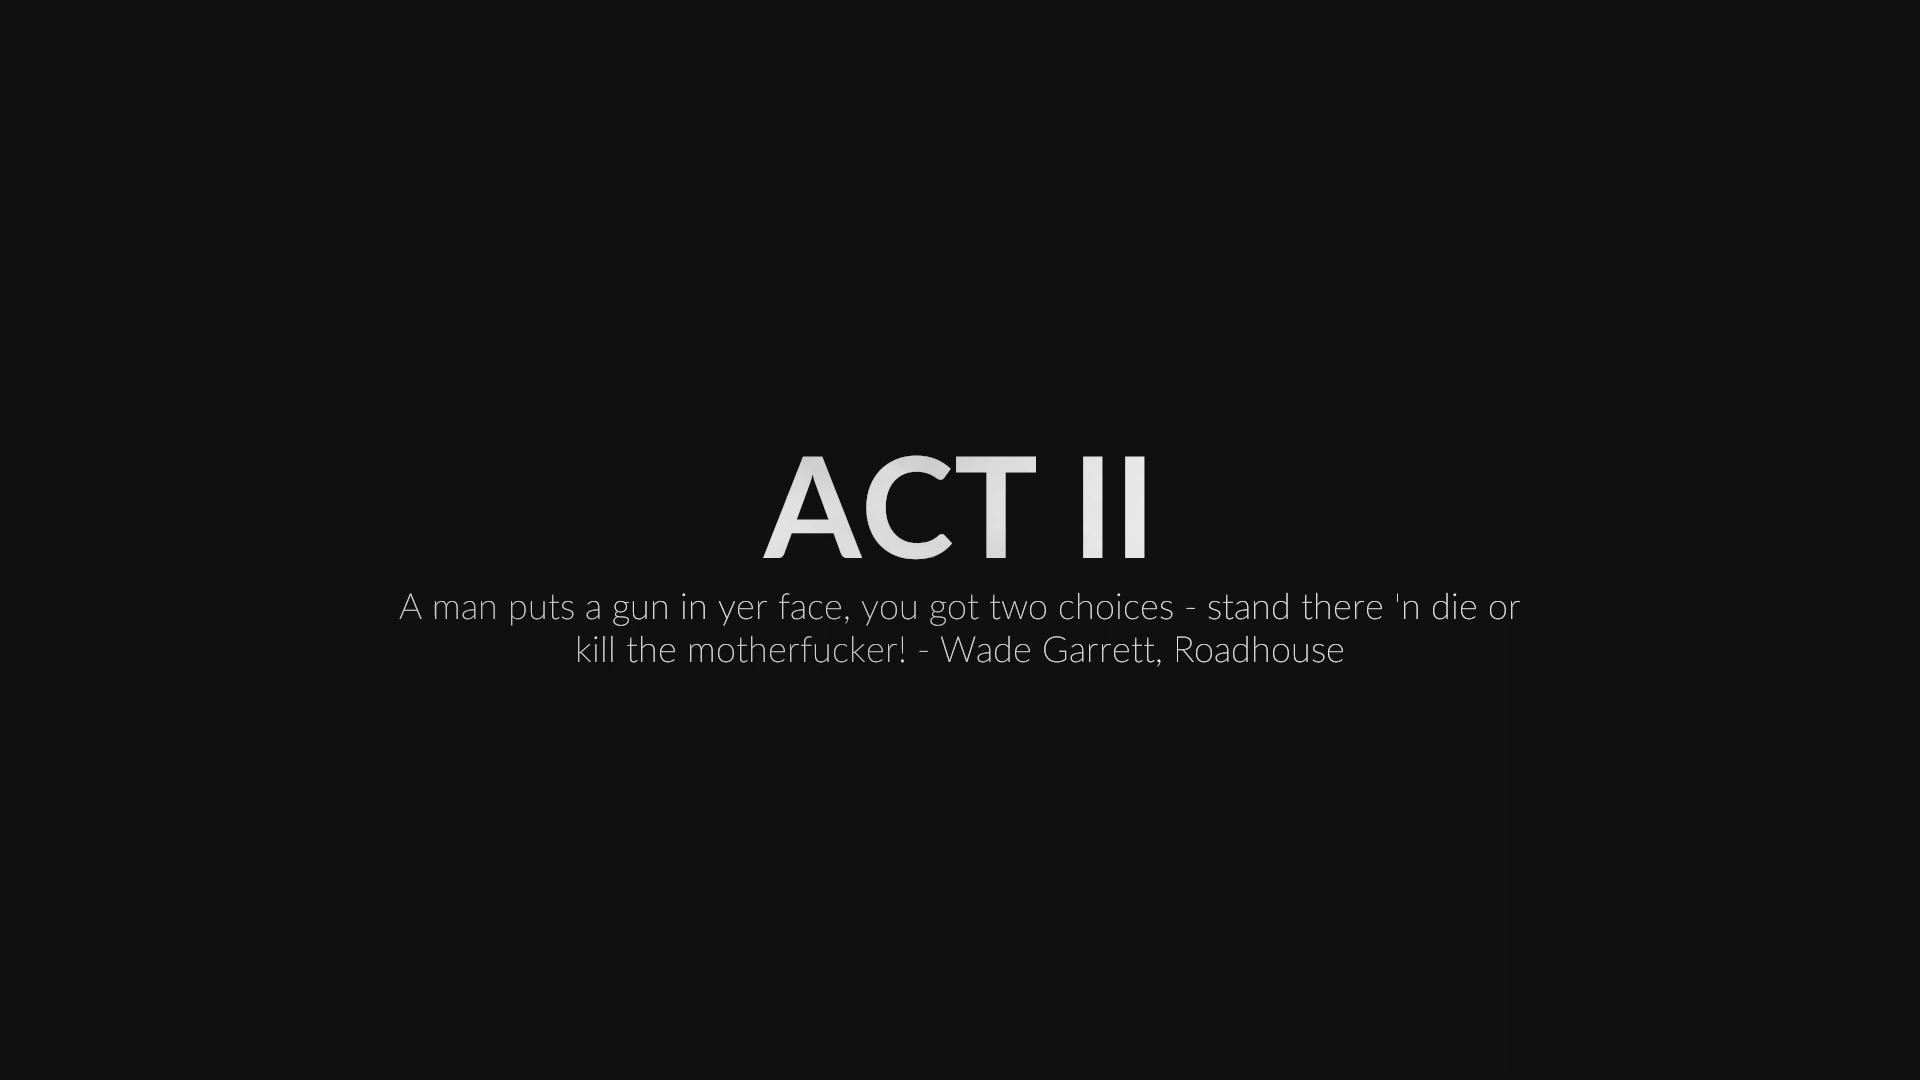 ACT II
A man puts a gun in yer face, you got two choices - stand there 'n die or
kill the motherfucker! - Wade Garrett, Roadhouse